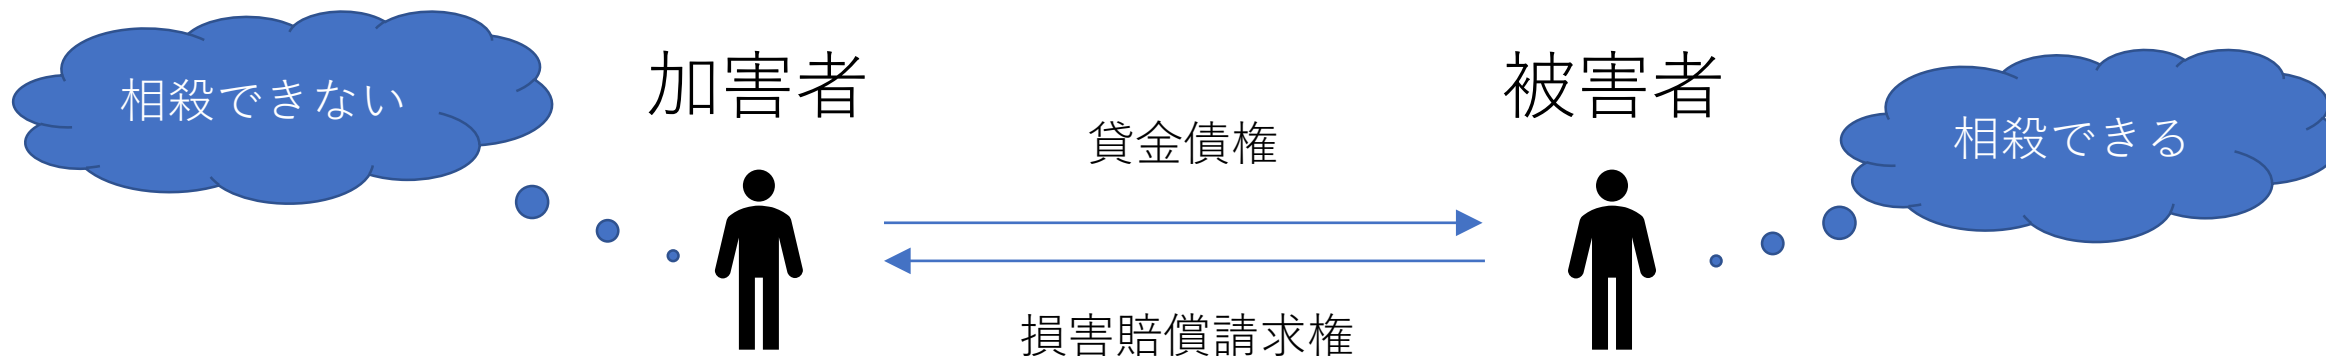 相殺できない
加害者
貸金債権
損害賠償請求権
被害者
相殺できる